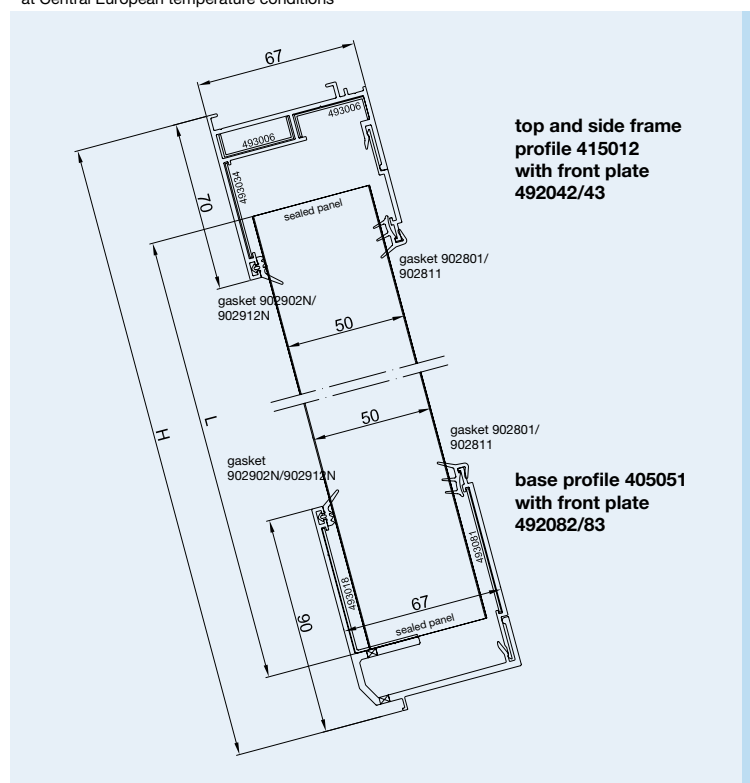 at Central European temperature conditions
67
493006
493006
top and side frame
profile 415012
with front plate
492042/43
70
493034
sealed panel
gasket 902801/
902811
gasket 902902N/
902912N
50
H
L
50
gasket 902801/
902811
gasket
902902N/902912N
base profile 405051
with front plate
492082/83
493081
90
493018
67
sealed panel